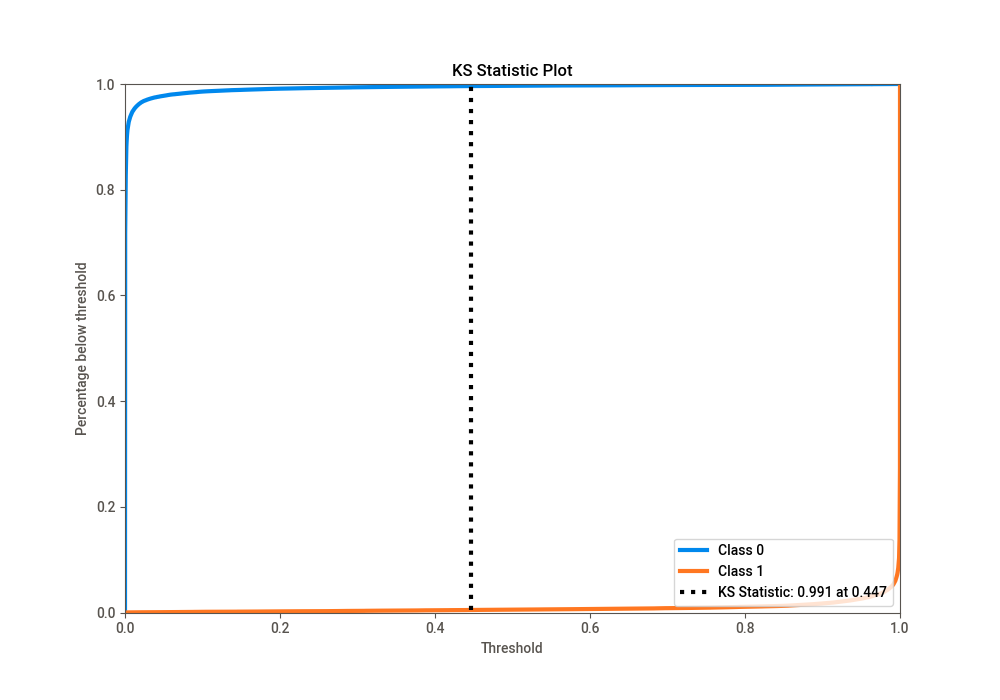 KS Statistic Plot
1.0
0.8
0.6
0.4
0.2
0.0
Percentage below threshold
0.0 0.2 0.4 0.6 0.8 1.0
Threshold
Class 0
Class 1
KS Statistic: 0.991 at 0.447